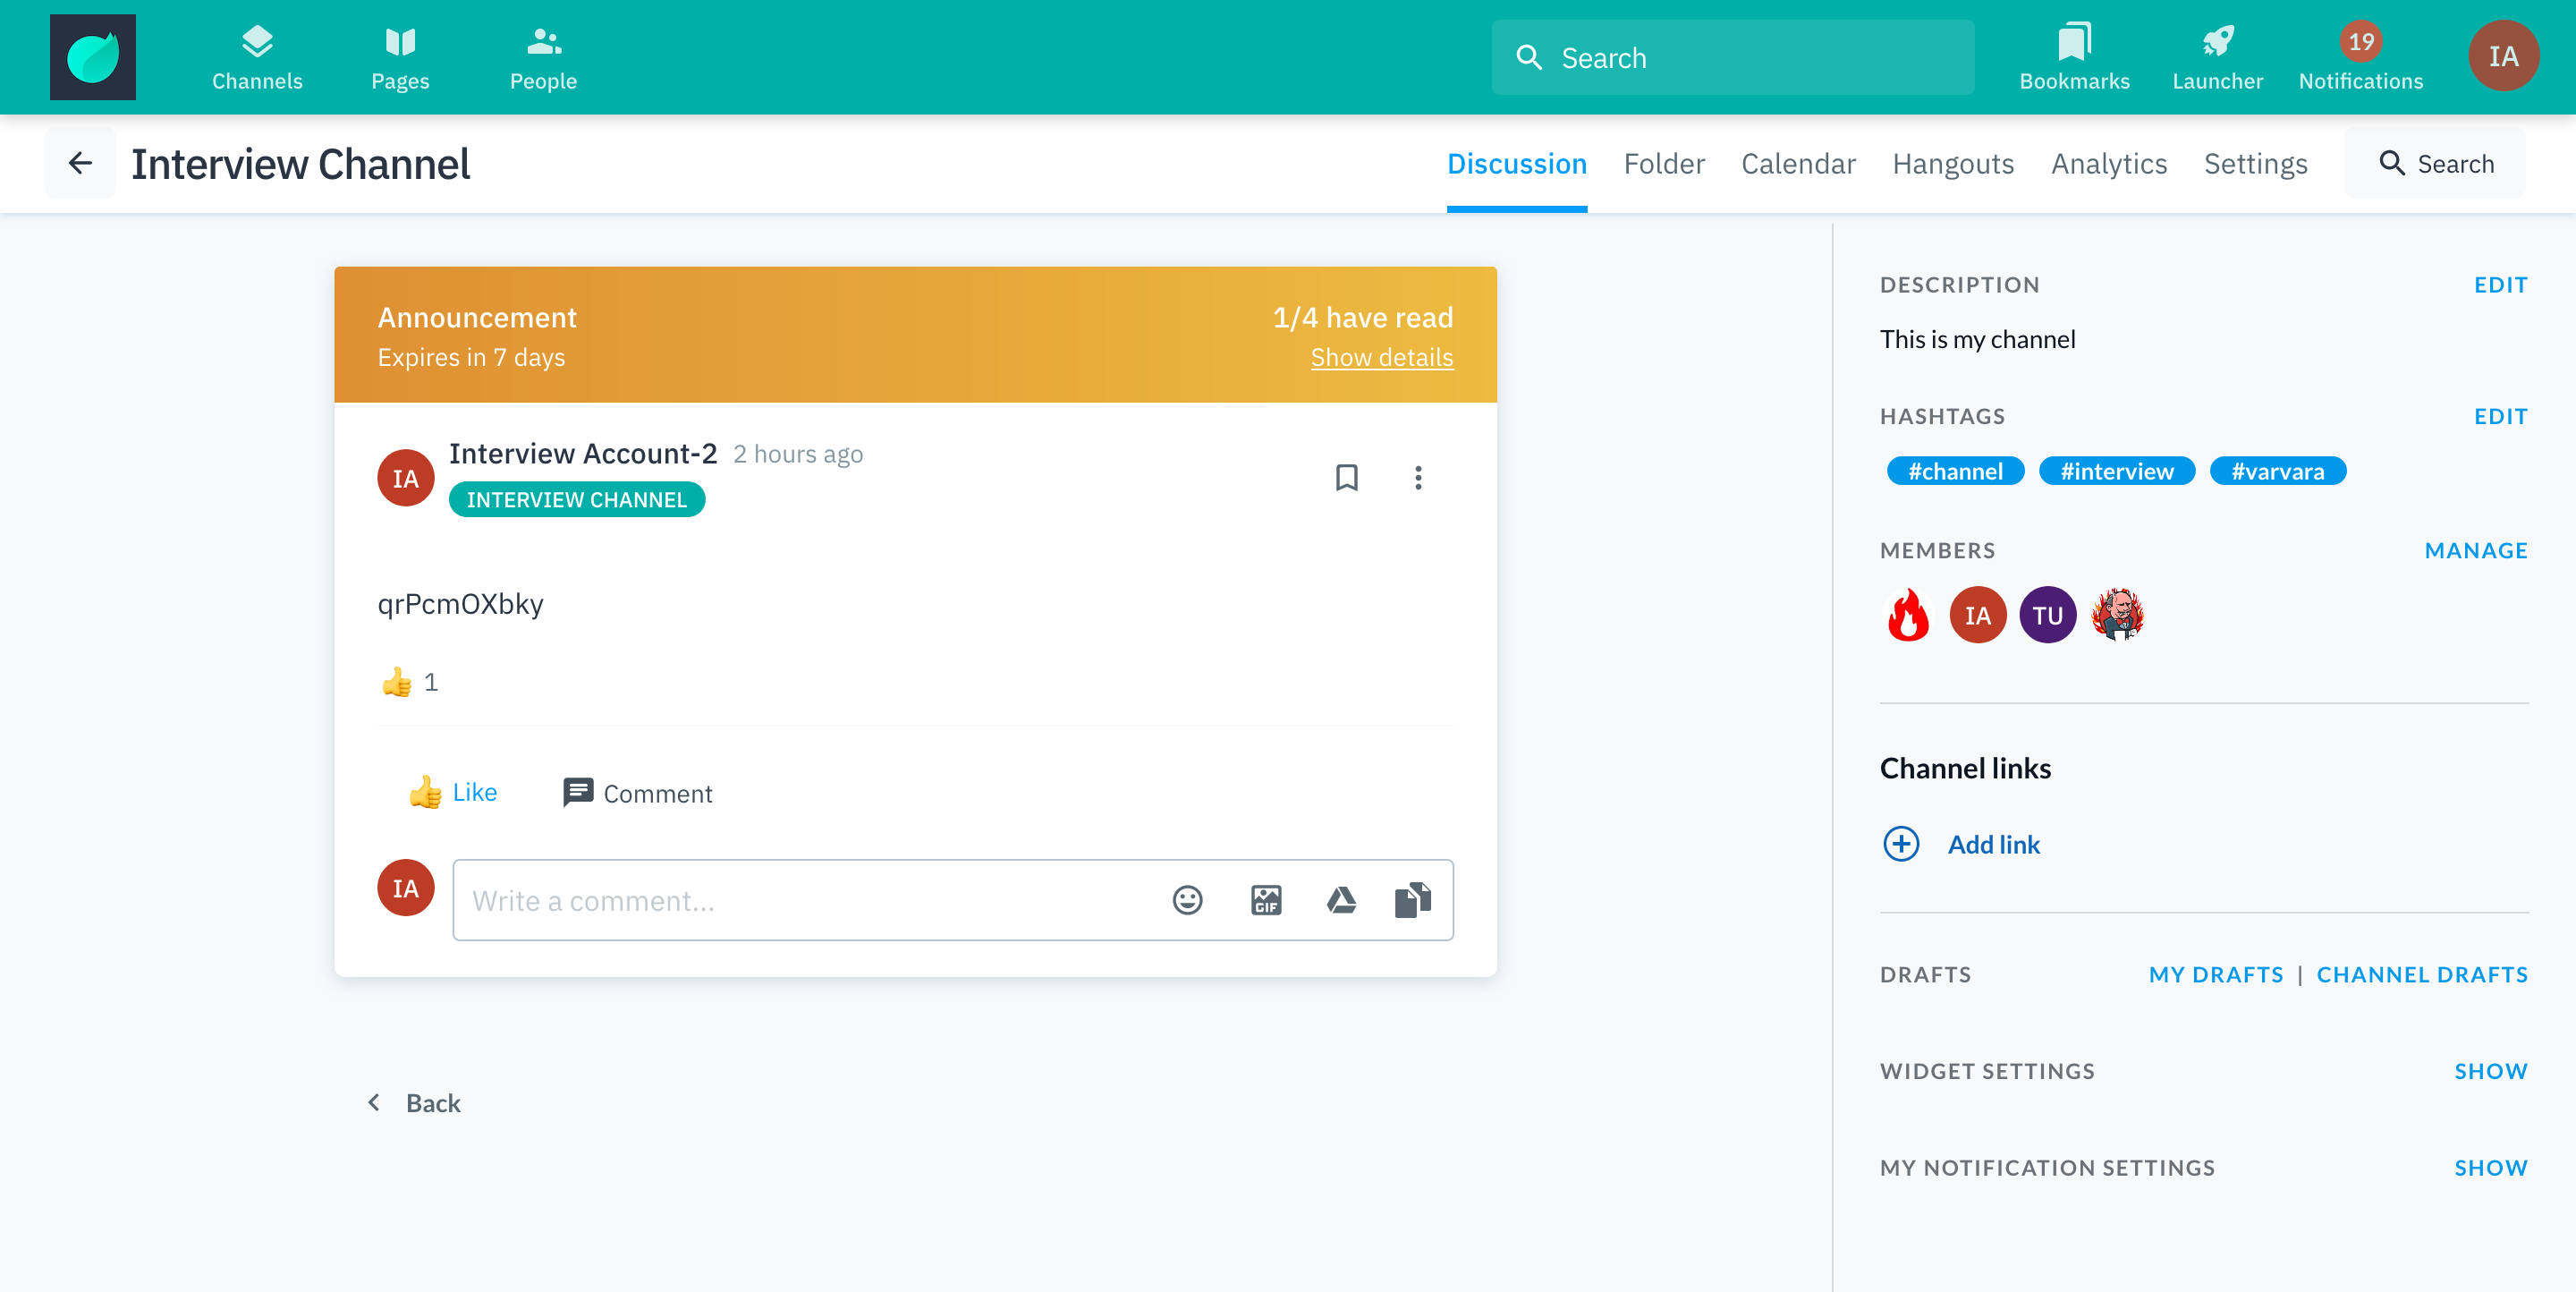 Channels
Pages
People
Search
Bookmarks
Launcher
19
Notifications
IA
Interview Channel
Discussion
Folder
Calendar
Hangouts
Analytics
Settings
Search
Announcement
1/4 have read
Expires in 7 days
Show details
IA
Interview Account-2 2 hours ago
INTERVIEW CHANNEL
qrPcmOXbky
1
Like
Comment
IA
Write a comment...
GIF
Back
DESCRIPTION
EDIT
This is my channel
HASHTAGS
EDIT
#channel #interview #varvara
MEMBERS
MANAGE
IA
TU
Channel links
Add link
DRAFTS
MY DRAFTS | CHANNEL DRAFTS
WIDGET SETTINGS
SHOW
MY NOTIFICATION SETTINGS
SHOW